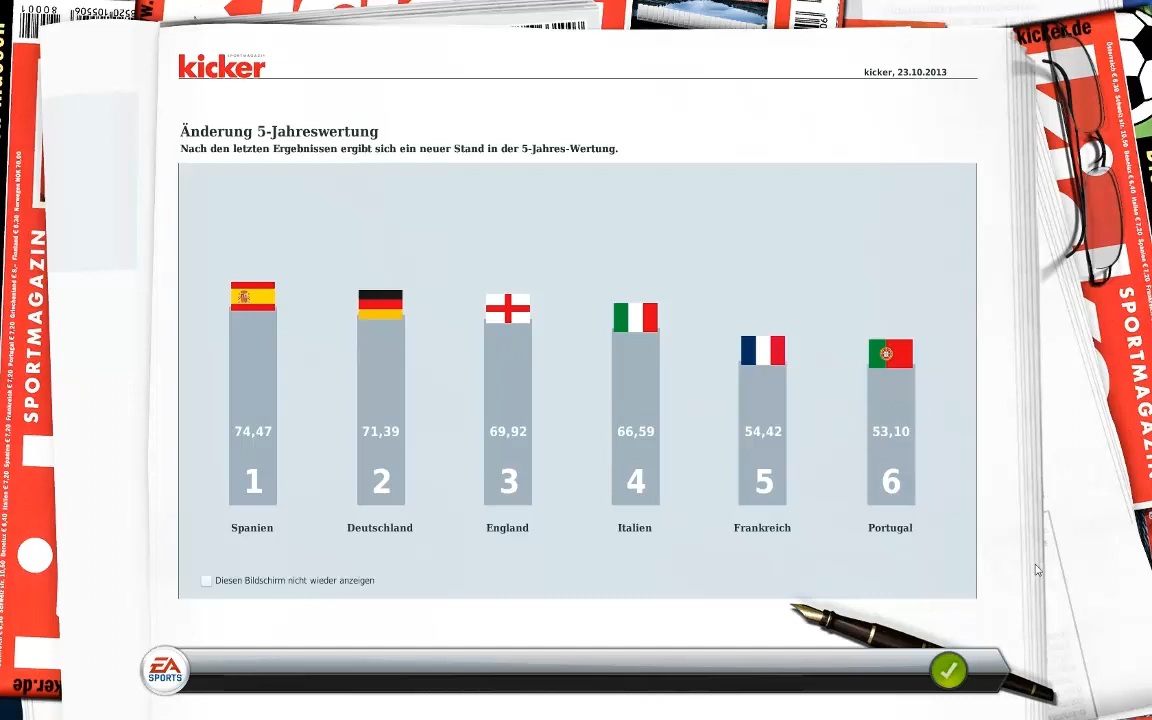 kicker
SPORTMAGAZIN
kicker, 23.10.2013
Änderung 5-Jahreswertung
Nach den letzten Ergebnissen ergibt sich ein neuer Stand in der 5-Jahres-Wertung.
74,47
71,39
69,92
66,59
54,42
53,10
1
2
3
4
5
6
Spanien
Deutschland
England
Italien
Frankreich
Portugal
Diesen Bildschirm nicht wieder anzeigen
EA
SPORTS
SPORTMAGAZIN
kicker.de
SPORTMAGAZIN